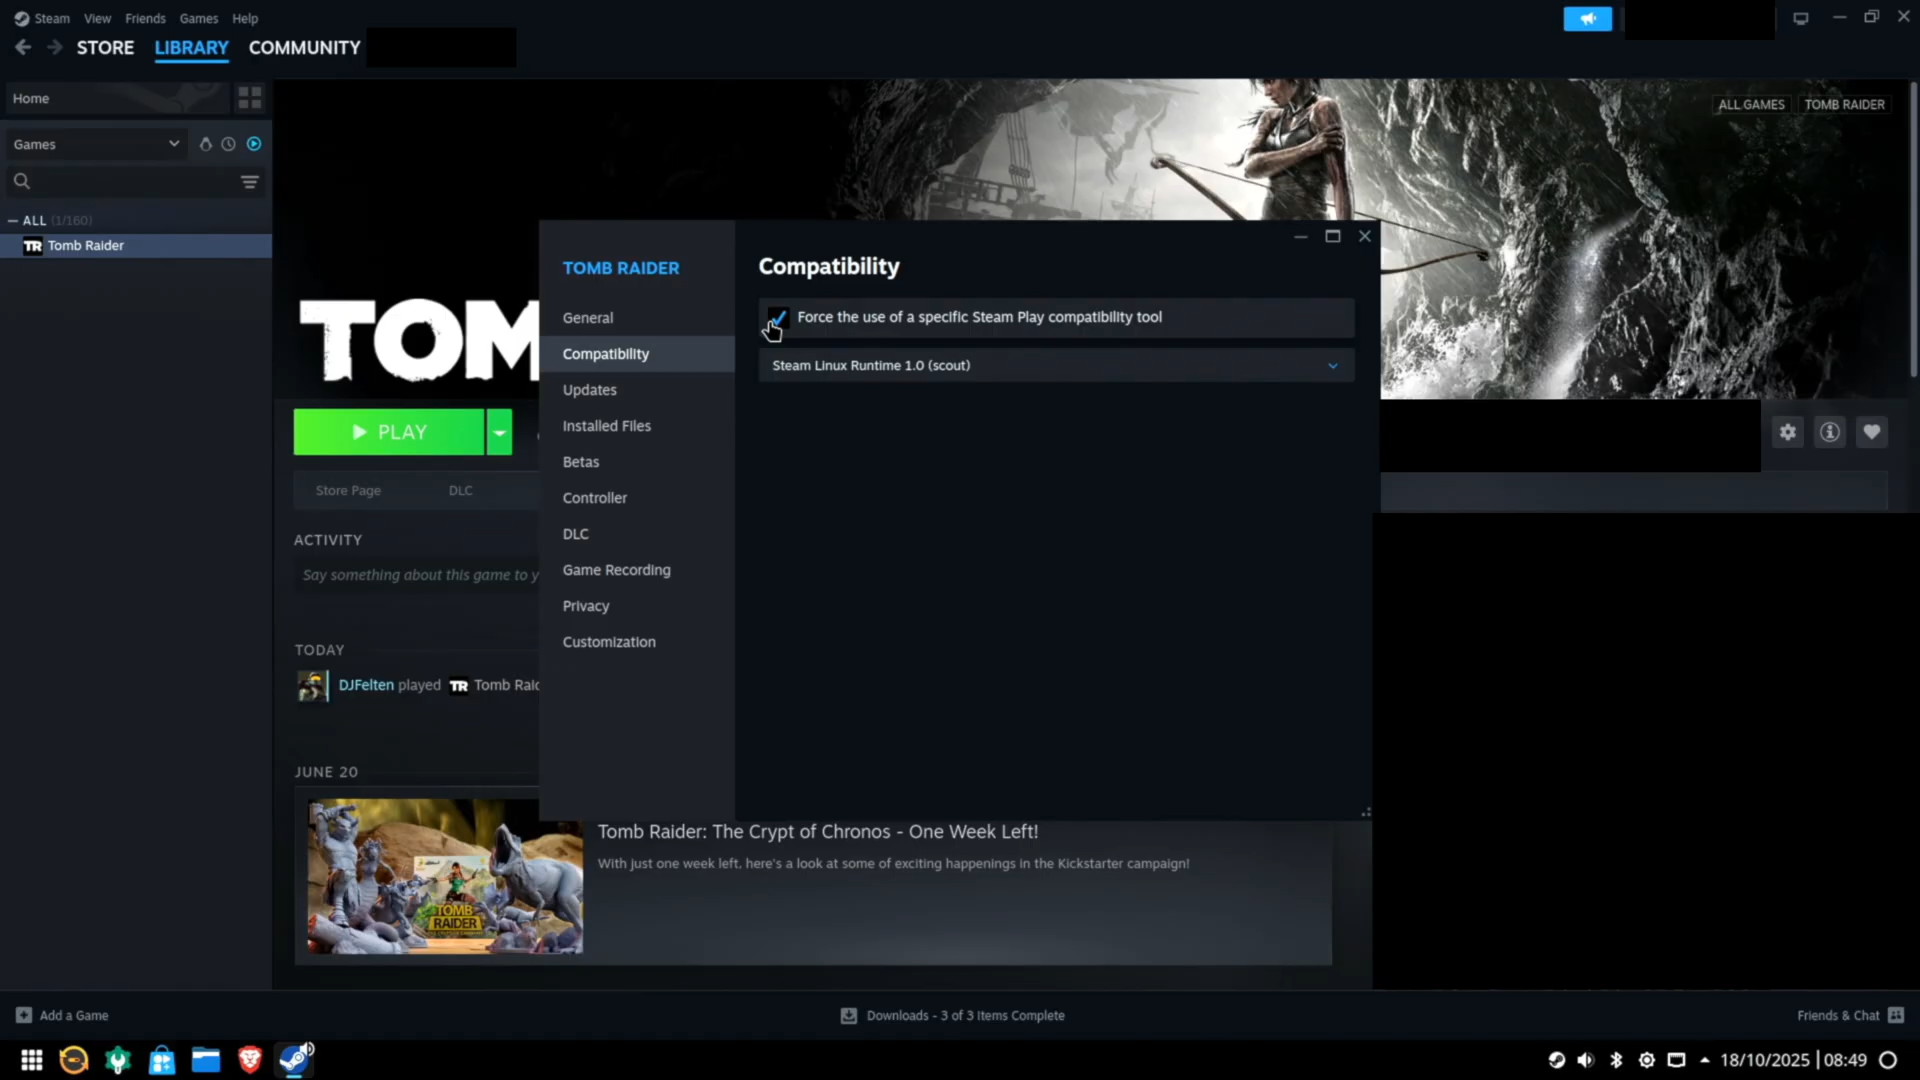 Steam View Friends Games Help
STORE LIBRARY COMMUNITY
Home
ALL GAMES TOMB RAIDER
Games
ALL (1/160)
TR Tomb Raider
TOM
PLAY
Store Page DLC
ACTIVITY
Say something about this game to y
TODAY
DJFelten played TR Tomb Raid
JUNE 20
TOMB RAIDER
General
Compatibility
Updates
Installed Files
Betas
Controller
DLC
Game Recording
Privacy
Customization
Compatibility
Force the use of a specific Steam Play compatibility tool
Steam Linux Runtime 1.0 (scout)
TOMB
RAIDER
Tomb Raider: The Crypt of Chronos - One Week Left!
With just one week left, here's a look at some of exciting happenings in the Kickstarter campaign!
Add a Game
Downloads - 3 of 3 Items Complete
Friends & Chat
18/10/2025 08:49